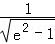 1/√(e² − 1)